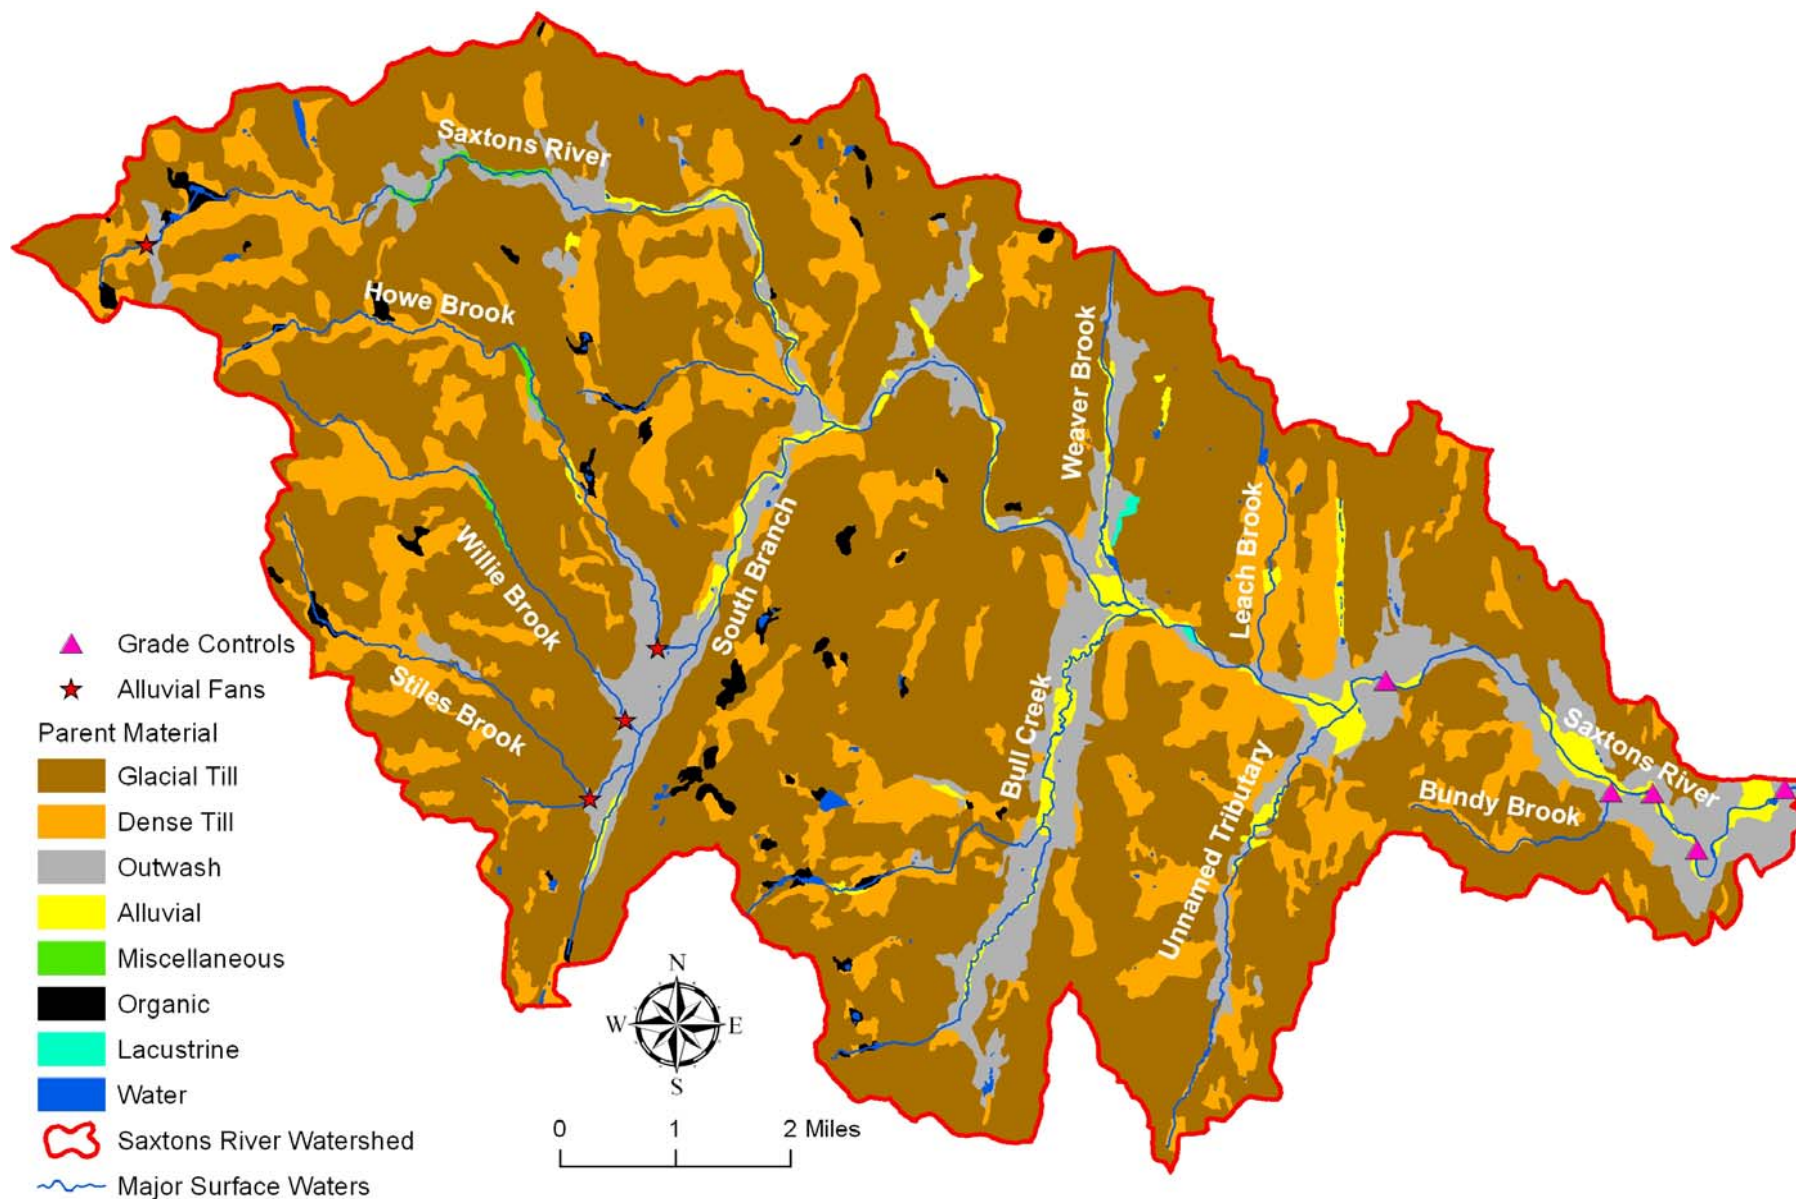 Saxtons River
Howe Brook
Weaver Brook
Leach Brook
Willie Brook
South Branch
Stiles Brook
Bull Creek
Unnamed Tributary
Saxtons River
Bundy Brook
Grade Controls
Alluvial Fans
Parent Material
Glacial Till
Dense Till
Outwash
Alluvial
Miscellaneous
Organic
Lacustrine
Water
Saxtons River Watershed
Major Surface Waters
N
W E
S
0 1 2 Miles